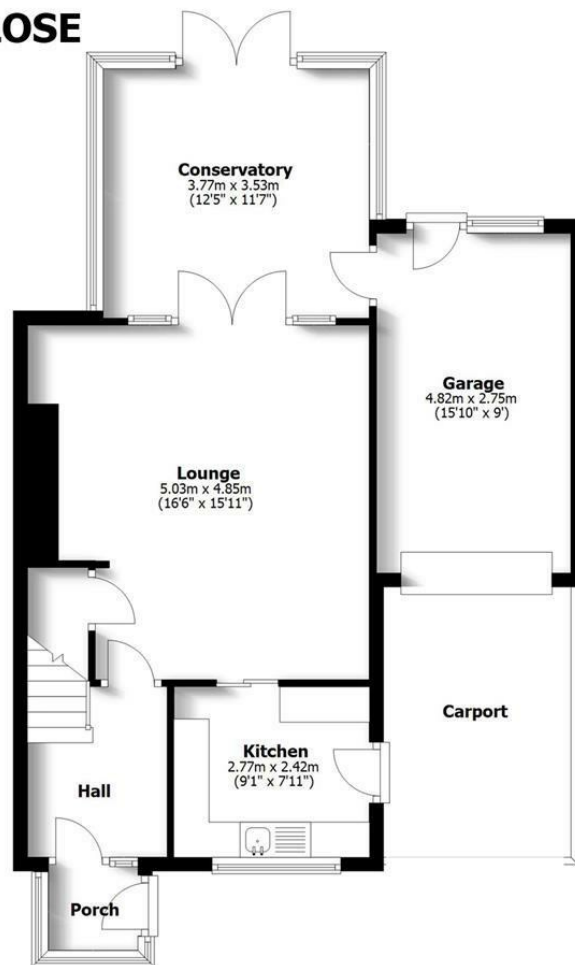 LOSE
Conservatory
3.77m x 3.53m
(12'5" x 11'7")
Garage
4.82m x 2.75m
(15'10" x 9')
Lounge
5.03m x 4.85m
(16'6" x 15'11")
Carport
Kitchen
2.77m x 2.42m
(9'1" x 7'11")
Hall
Porch